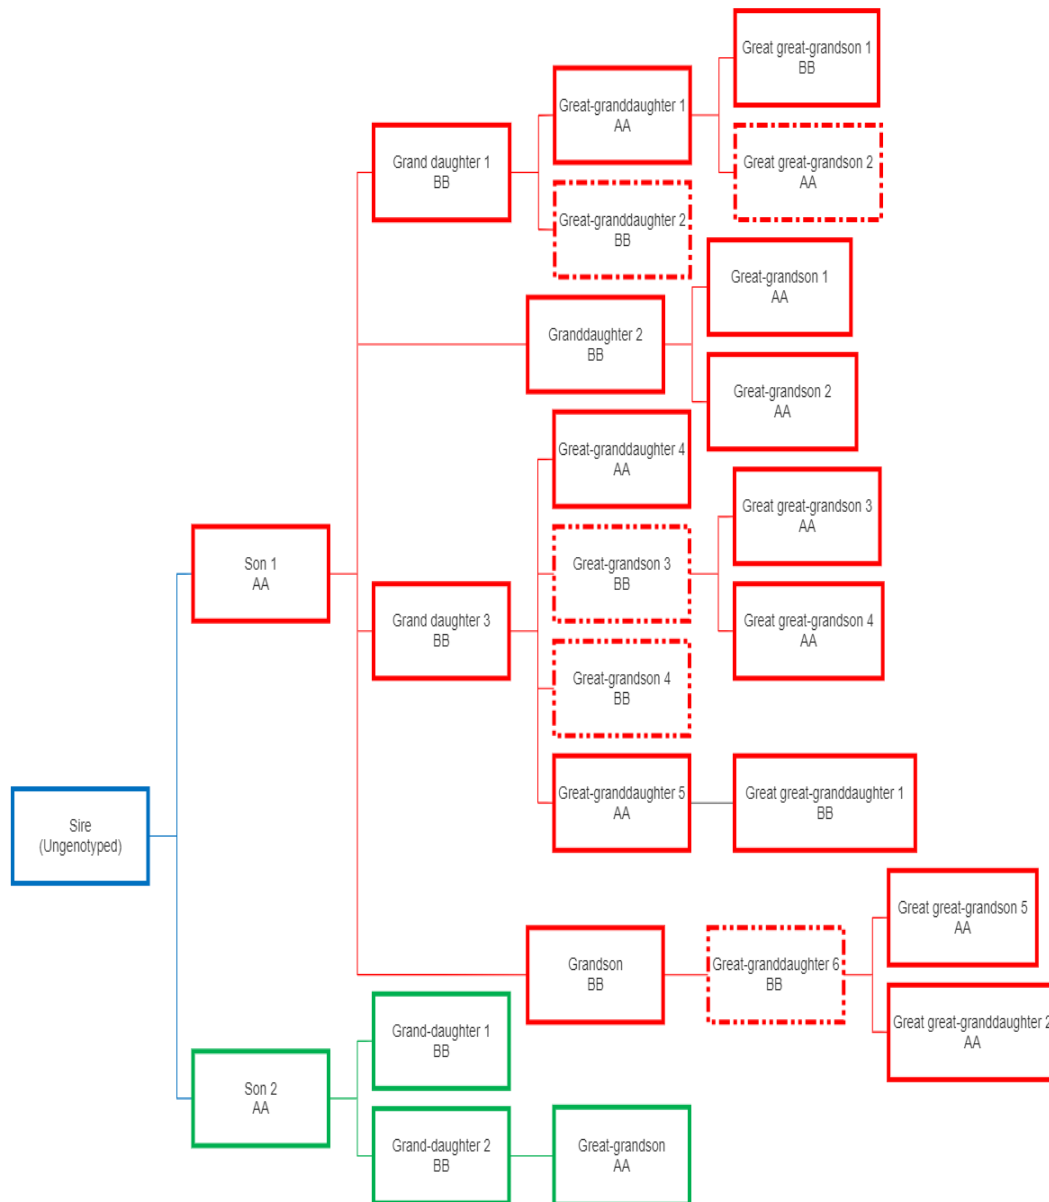 Great great-grandson 1
BB
Great-granddaughter 1
AA
Great great-grandson 2
AA
Grand daughter 1
BB
Great-granddaughter 2
BB
Great-grandson 1
AA
Granddaughter 2
BB
Great-grandson 2
AA
Great-granddaughter 4
AA
Great great-grandson 3
AA
Son 1
AA
Great-grandson 3
BB
Grand daughter 3
BB
Great great-grandson 4
AA
Great-grandson 4
BB
Great-granddaughter 5
AA
Great great-granddaughter 1
BB
Sire
(Ungenotyped)
Great great-grandson 5
AA
Grandson
BB
Great-granddaughter 6
BB
Great great-granddaughter 2
AA
Grand-daughter 1
BB
Son 2
AA
Grand-daughter 2
BB
Great-grandson
AA